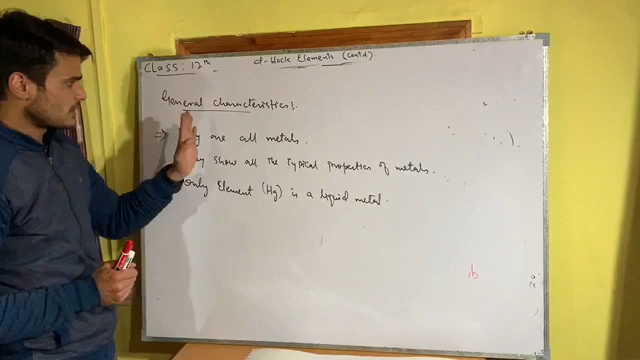 CLASS: 12th
d-block Elements (contd).
General characteristics:
⇒ are all metals.
show all the typical properties of metals.
only Element (Hg) is a liquid metal.
b